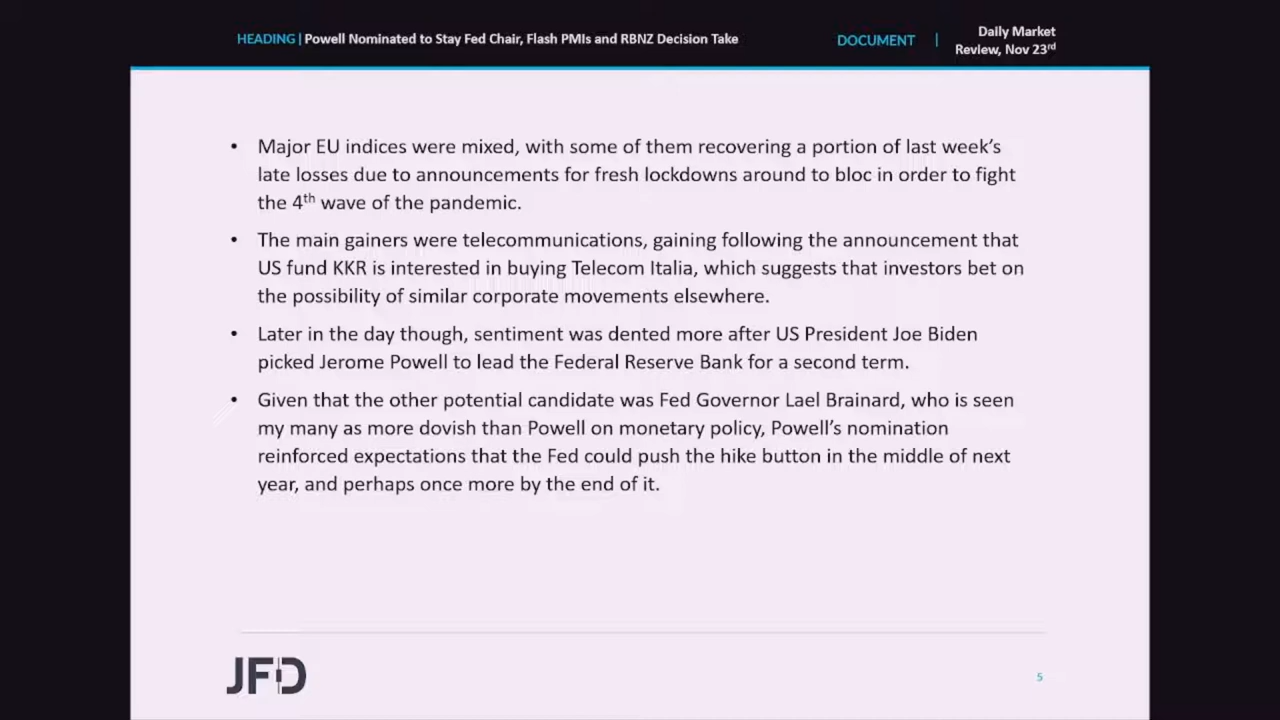 HEADING | Powell Nominated to Stay Fed Chair, Flash PMIs and RBNZ Decision Take
DOCUMENT | Daily Market
Review, Nov 23rd
• Major EU indices were mixed, with some of them recovering a portion of last week’s
late losses due to announcements for fresh lockdowns around to bloc in order to fight
the 4th wave of the pandemic.
• The main gainers were telecommunications, gaining following the announcement that
US fund KKR is interested in buying Telecom Italia, which suggests that investors bet on
the possibility of similar corporate movements elsewhere.
• Later in the day though, sentiment was dented more after US President Joe Biden
picked Jerome Powell to lead the Federal Reserve Bank for a second term.
• Given that the other potential candidate was Fed Governor Lael Brainard, who is seen
my many as more dovish than Powell on monetary policy, Powell’s nomination
reinforced expectations that the Fed could push the hike button in the middle of next
year, and perhaps once more by the end of it.
JFD
5